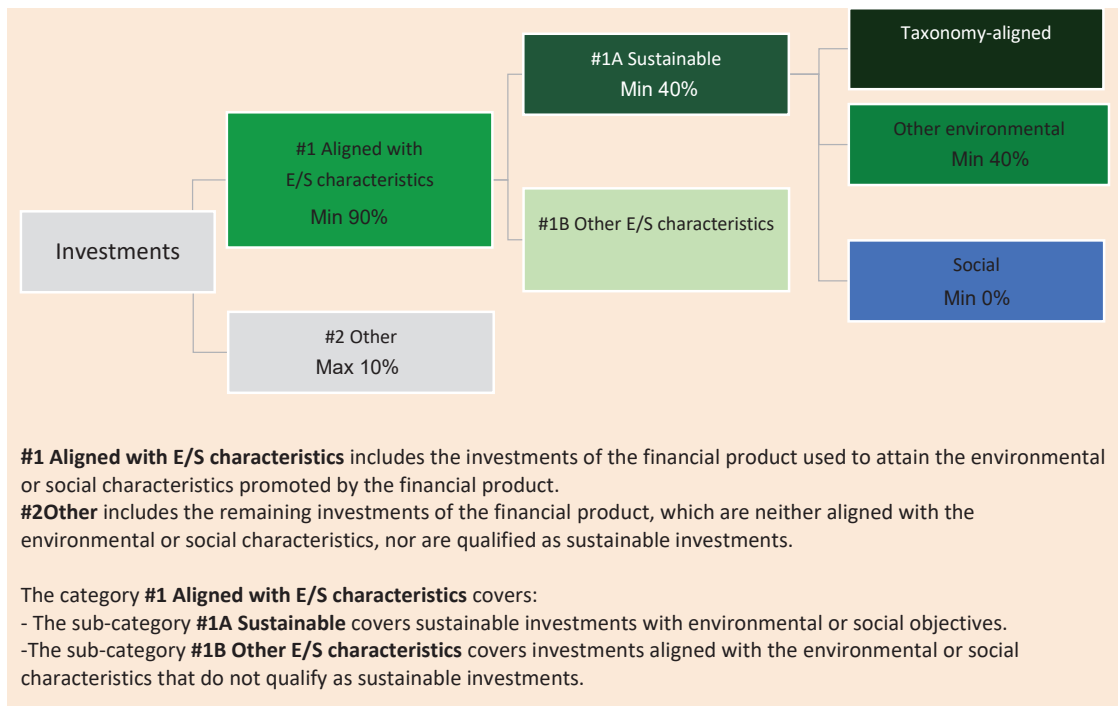 Taxonomy-aligned
#1A Sustainable
Min 40%
Other environmental
Min 40%
#1 Aligned with
E/S characteristics
Min 90%
#1B Other E/S characteristics
Investments
Social
Min 0%
#2 Other
Max 10%
#1 Aligned with E/S characteristics includes the investments of the financial product used to attain the environmental
or social characteristics promoted by the financial product.
#2Other includes the remaining investments of the financial product, which are neither aligned with the
environmental or social characteristics, nor are qualified as sustainable investments.
The category #1 Aligned with E/S characteristics covers:
- The sub-category #1A Sustainable covers sustainable investments with environmental or social objectives.
-The sub-category #1B Other E/S characteristics covers investments aligned with the environmental or social
characteristics that do not qualify as sustainable investments.